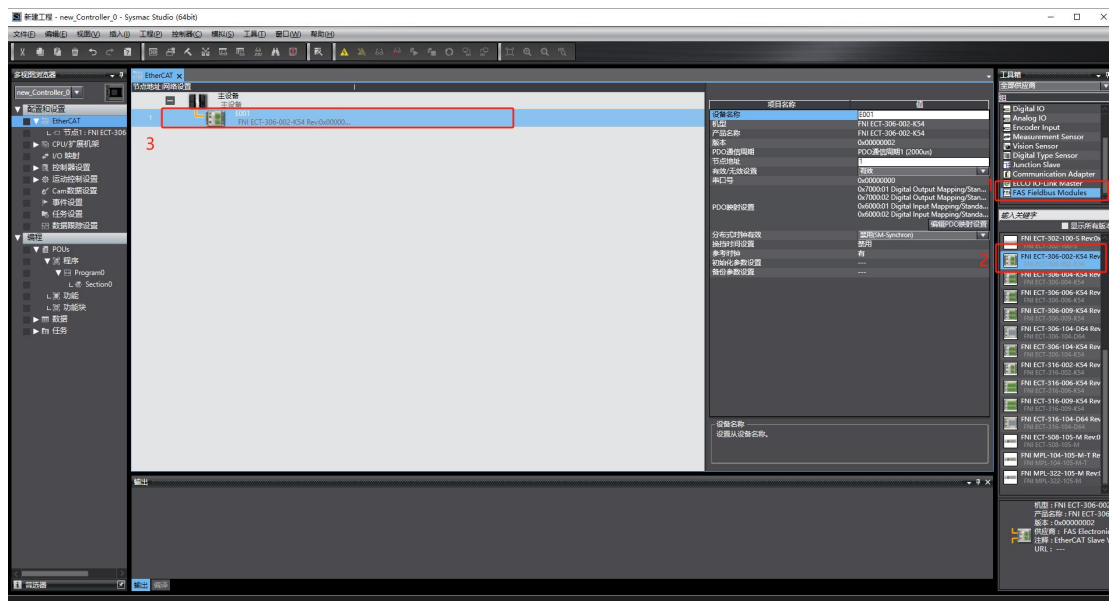 新建工程 - new_Controller_0 - Sysmac Studio (64bit)
文件(F) 编辑(E) 视图(V) 插入(I) 工程(P) 控制器(C) 模拟(S) 工具(T) 窗口(W) 帮助(H)
多视图浏览器
new_Controller_0
配置和设置
EtherCAT
节点1 : FNI ECT-306
CPU/扩展机架
I/O 映射
控制器设置
运动控制设置
Cam数据设置
事件设置
任务设置
数据跟踪设置
编程
POUs
程序
Program0
Section0
功能
功能块
数据
任务
筛选器
EtherCAT
节点地址|网络设置
主设备
主设备
1
E001
FNI ECT-306-002-K54 Rev:0x00000...
3
项目名称 值
设备名称 E001
机型 FNI ECT-306-002-K54
产品名称 FNI ECT-306-002-K54
版本 0x00000002
PDO通信周期 PDO通信周期1 (2000us)
节点地址 1
有效/无效设置 有效
串口号 0x00000000
PDO映射设置
0x7000:01 Digital Output Mapping/Stan...
0x7000:02 Digital Output Mapping/Stan...
0x6000:01 Digital Input Mapping/Standa...
0x6000:02 Digital Input Mapping/Standa...
编辑PDO映射设置
分布式时钟有效 禁用(SM-Synchron)
换挡时间设置 禁用
参考时钟 有
初始化参数设置 ---
备份参数设置 ---
设备名称
设置从设备名称。
输出
输出 编译
工具箱
全部供应商
组
Digital IO
Analog IO
Encoder Input
Measurement Sensor
Vision Sensor
Digital Type Sensor
Junction Slave
Communication Adapter
ELCO IO-Link Master
FAS Fieldbus Modules
1
输入关键字
显示所有版本
FNI ECT-302-100-S Rev:0x
2
FNI ECT-306-002-K54 Rev
FNI ECT-306-004-K54 Rev
FNI ECT-306-004-K54
FNI ECT-306-006-K54 Rev
FNI ECT-306-006-K54
FNI ECT-306-009-K54 Rev
FNI ECT-306-009-K54
FNI ECT-306-104-D64 Rev
FNI ECT-306-104-D64
FNI ECT-306-104-K54 Rev
FNI ECT-306-104-K54
FNI ECT-316-002-K54 Rev
FNI ECT-316-002-K54
FNI ECT-316-006-K54 Rev
FNI ECT-316-006-K54
FNI ECT-316-009-K54 Rev
FNI ECT-316-009-K54
FNI ECT-316-104-D64 Rev
FNI ECT-316-104-D64
FNI ECT-508-105-M Rev:0
FNI ECT-508-105-M
FNI MPL-104-105-M-T Re
FNI MPL-104-105-M-T
FNI MPL-322-105-M Rev:0
FNI MPL-322-105-M
机型 : FNI ECT-306-002
产品名称 : FNI ECT-306
版本 : 0x00000002
供应商 : FAS Electronic
注释 : EtherCAT Slave
URL : ---